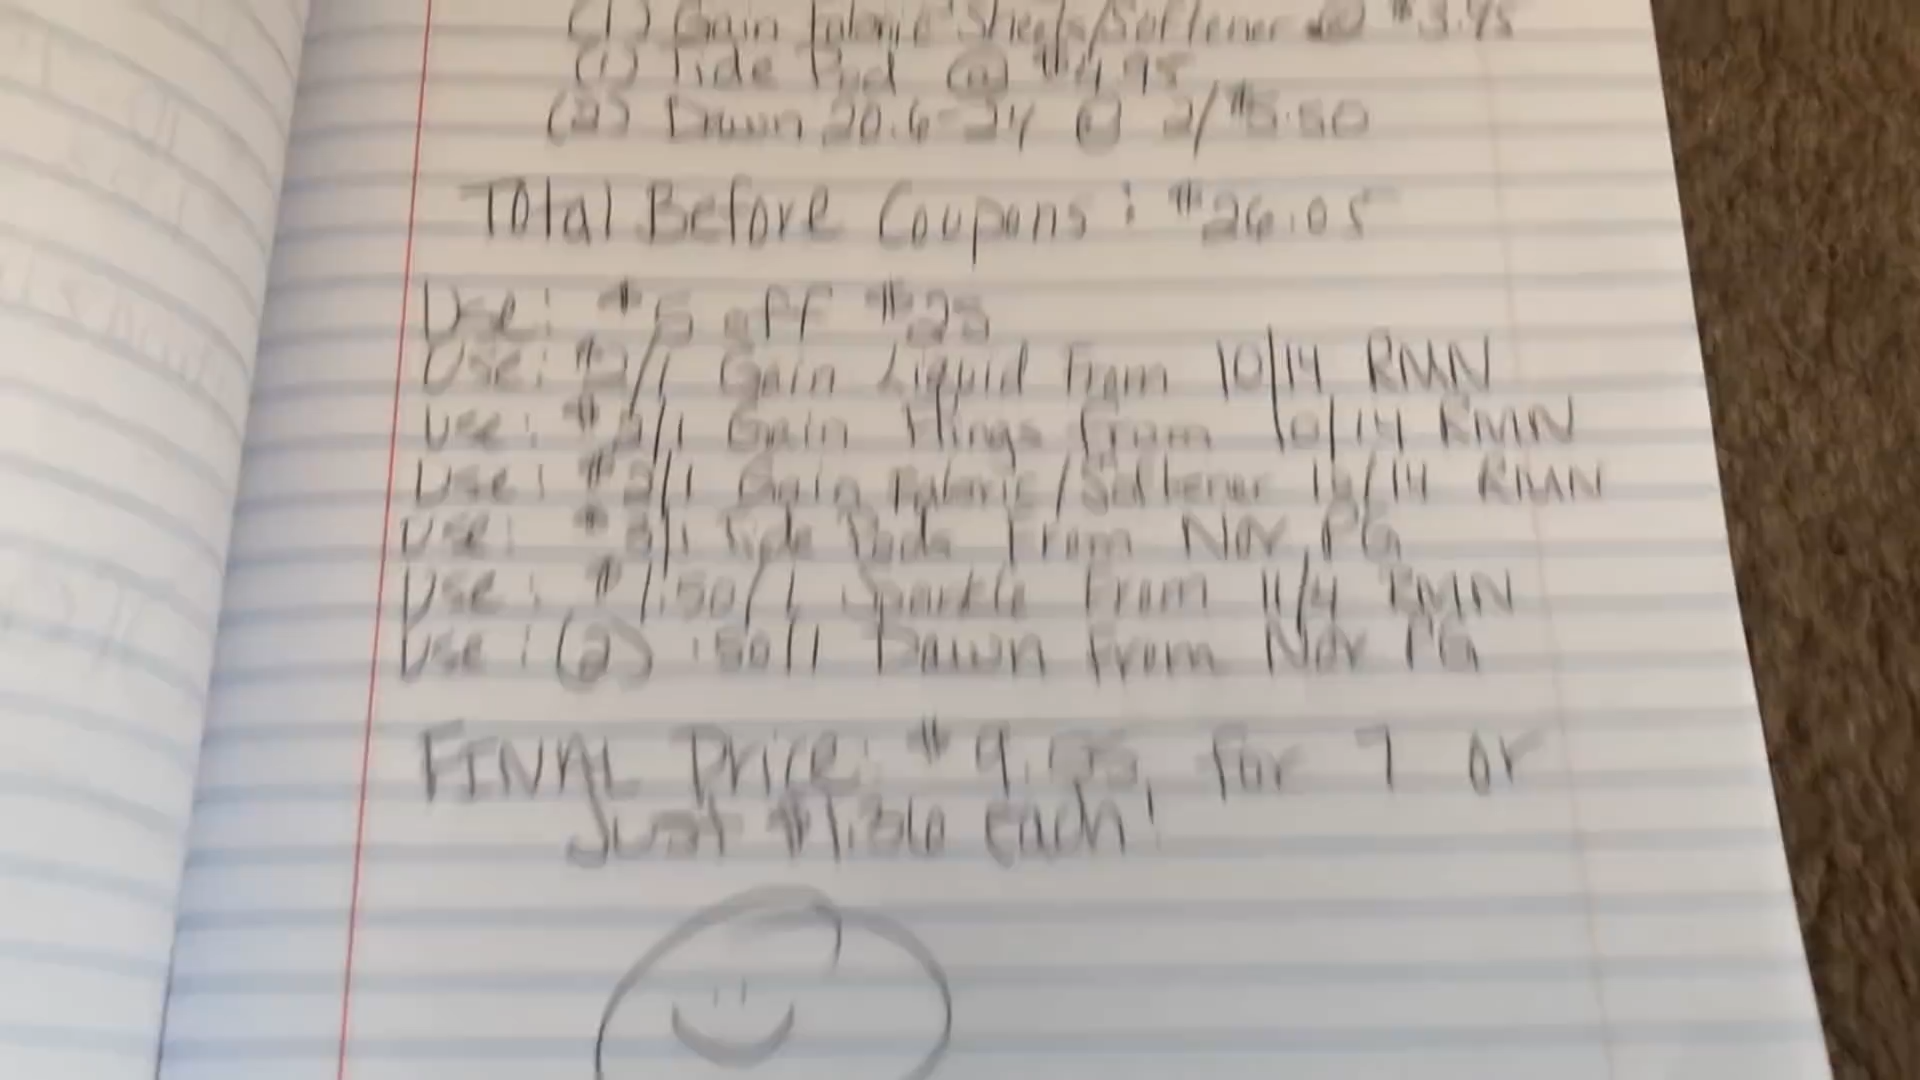 (1) Gain Fabric Sheets/Softener @ $3.95
(1) Tide Pod @ $4.95
(2) Dawn 21.6-24 @ 2/$5.50
Total Before Coupons: $26.05
Use: $5 off $25
Use: $2/1 Gain Liquid From 10/14 RMN
Use: $2/1 Gain Flings From 10/14 RMN
Use: $2/1 Gain Fabric/Softener 10/14 RMN
Use: $3/1 Tide Pods From Nov PG
Use: $1.50/1 Sparkle From 11/4 RMN
Use: (2) .50/1 Dawn From Nov PG
FINAL Price: $9.55 for 7 or
Just $1.36 each!